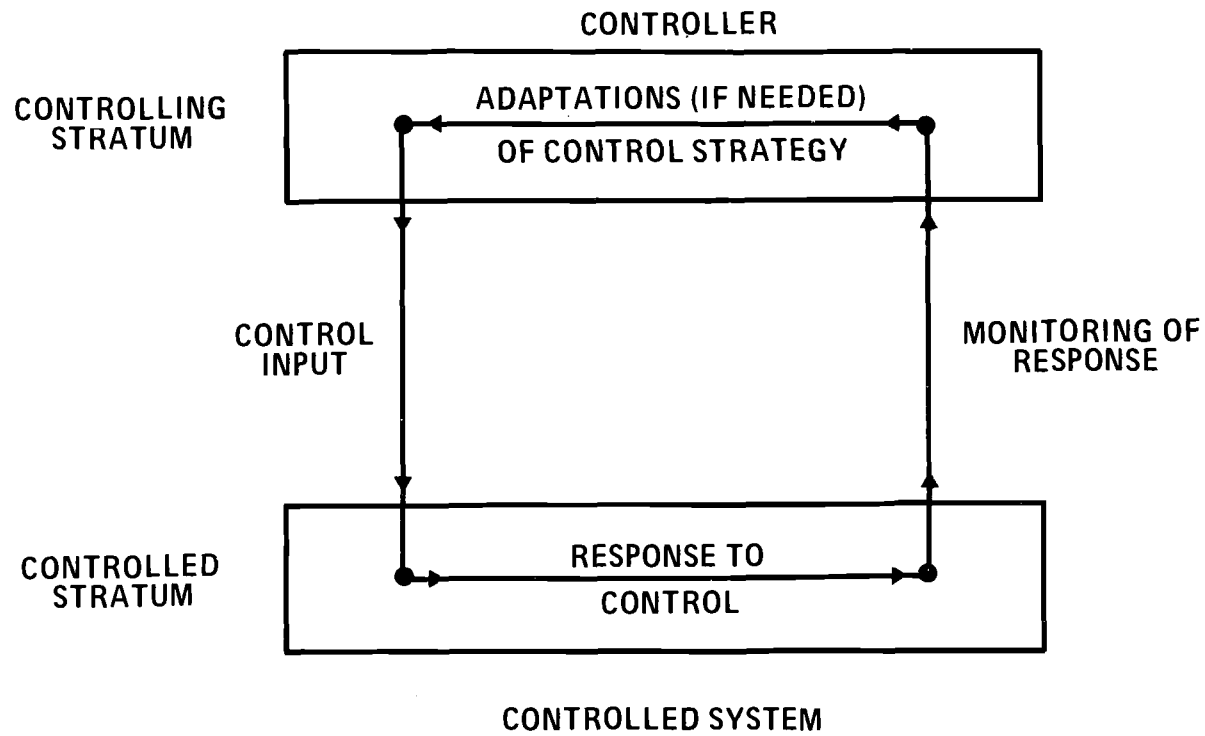 CONTROLLER
CONTROLLING
STRATUM
ADAPTATIONS (IF NEEDED)
OF CONTROL STRATEGY
CONTROL
INPUT
MONITORING OF
RESPONSE
CONTROLLED
STRATUM
RESPONSE TO
CONTROL
CONTROLLED SYSTEM